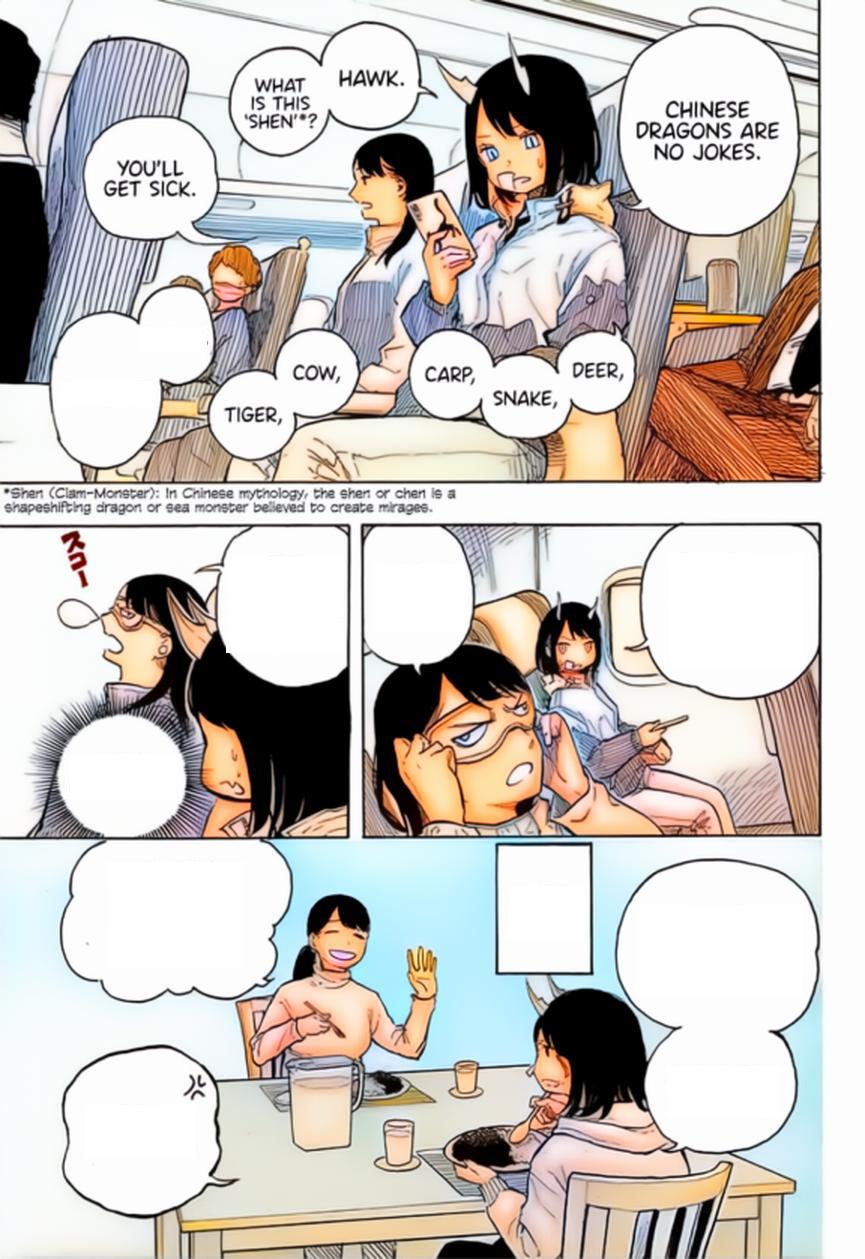 CHINESE
DRAGONS ARE
NO JOKES.
DEER,
SNAKE,
CARP,
COW,
TIGER,
HAWK.
WHAT
IS THIS
'SHEN'*?
YOU'LL
GET SICK.
*Shen (Clam-Monster): In Chinese mythology, the shen or chen is a
shapeshifting dragon or sea monster believed to create mirages.
スコー